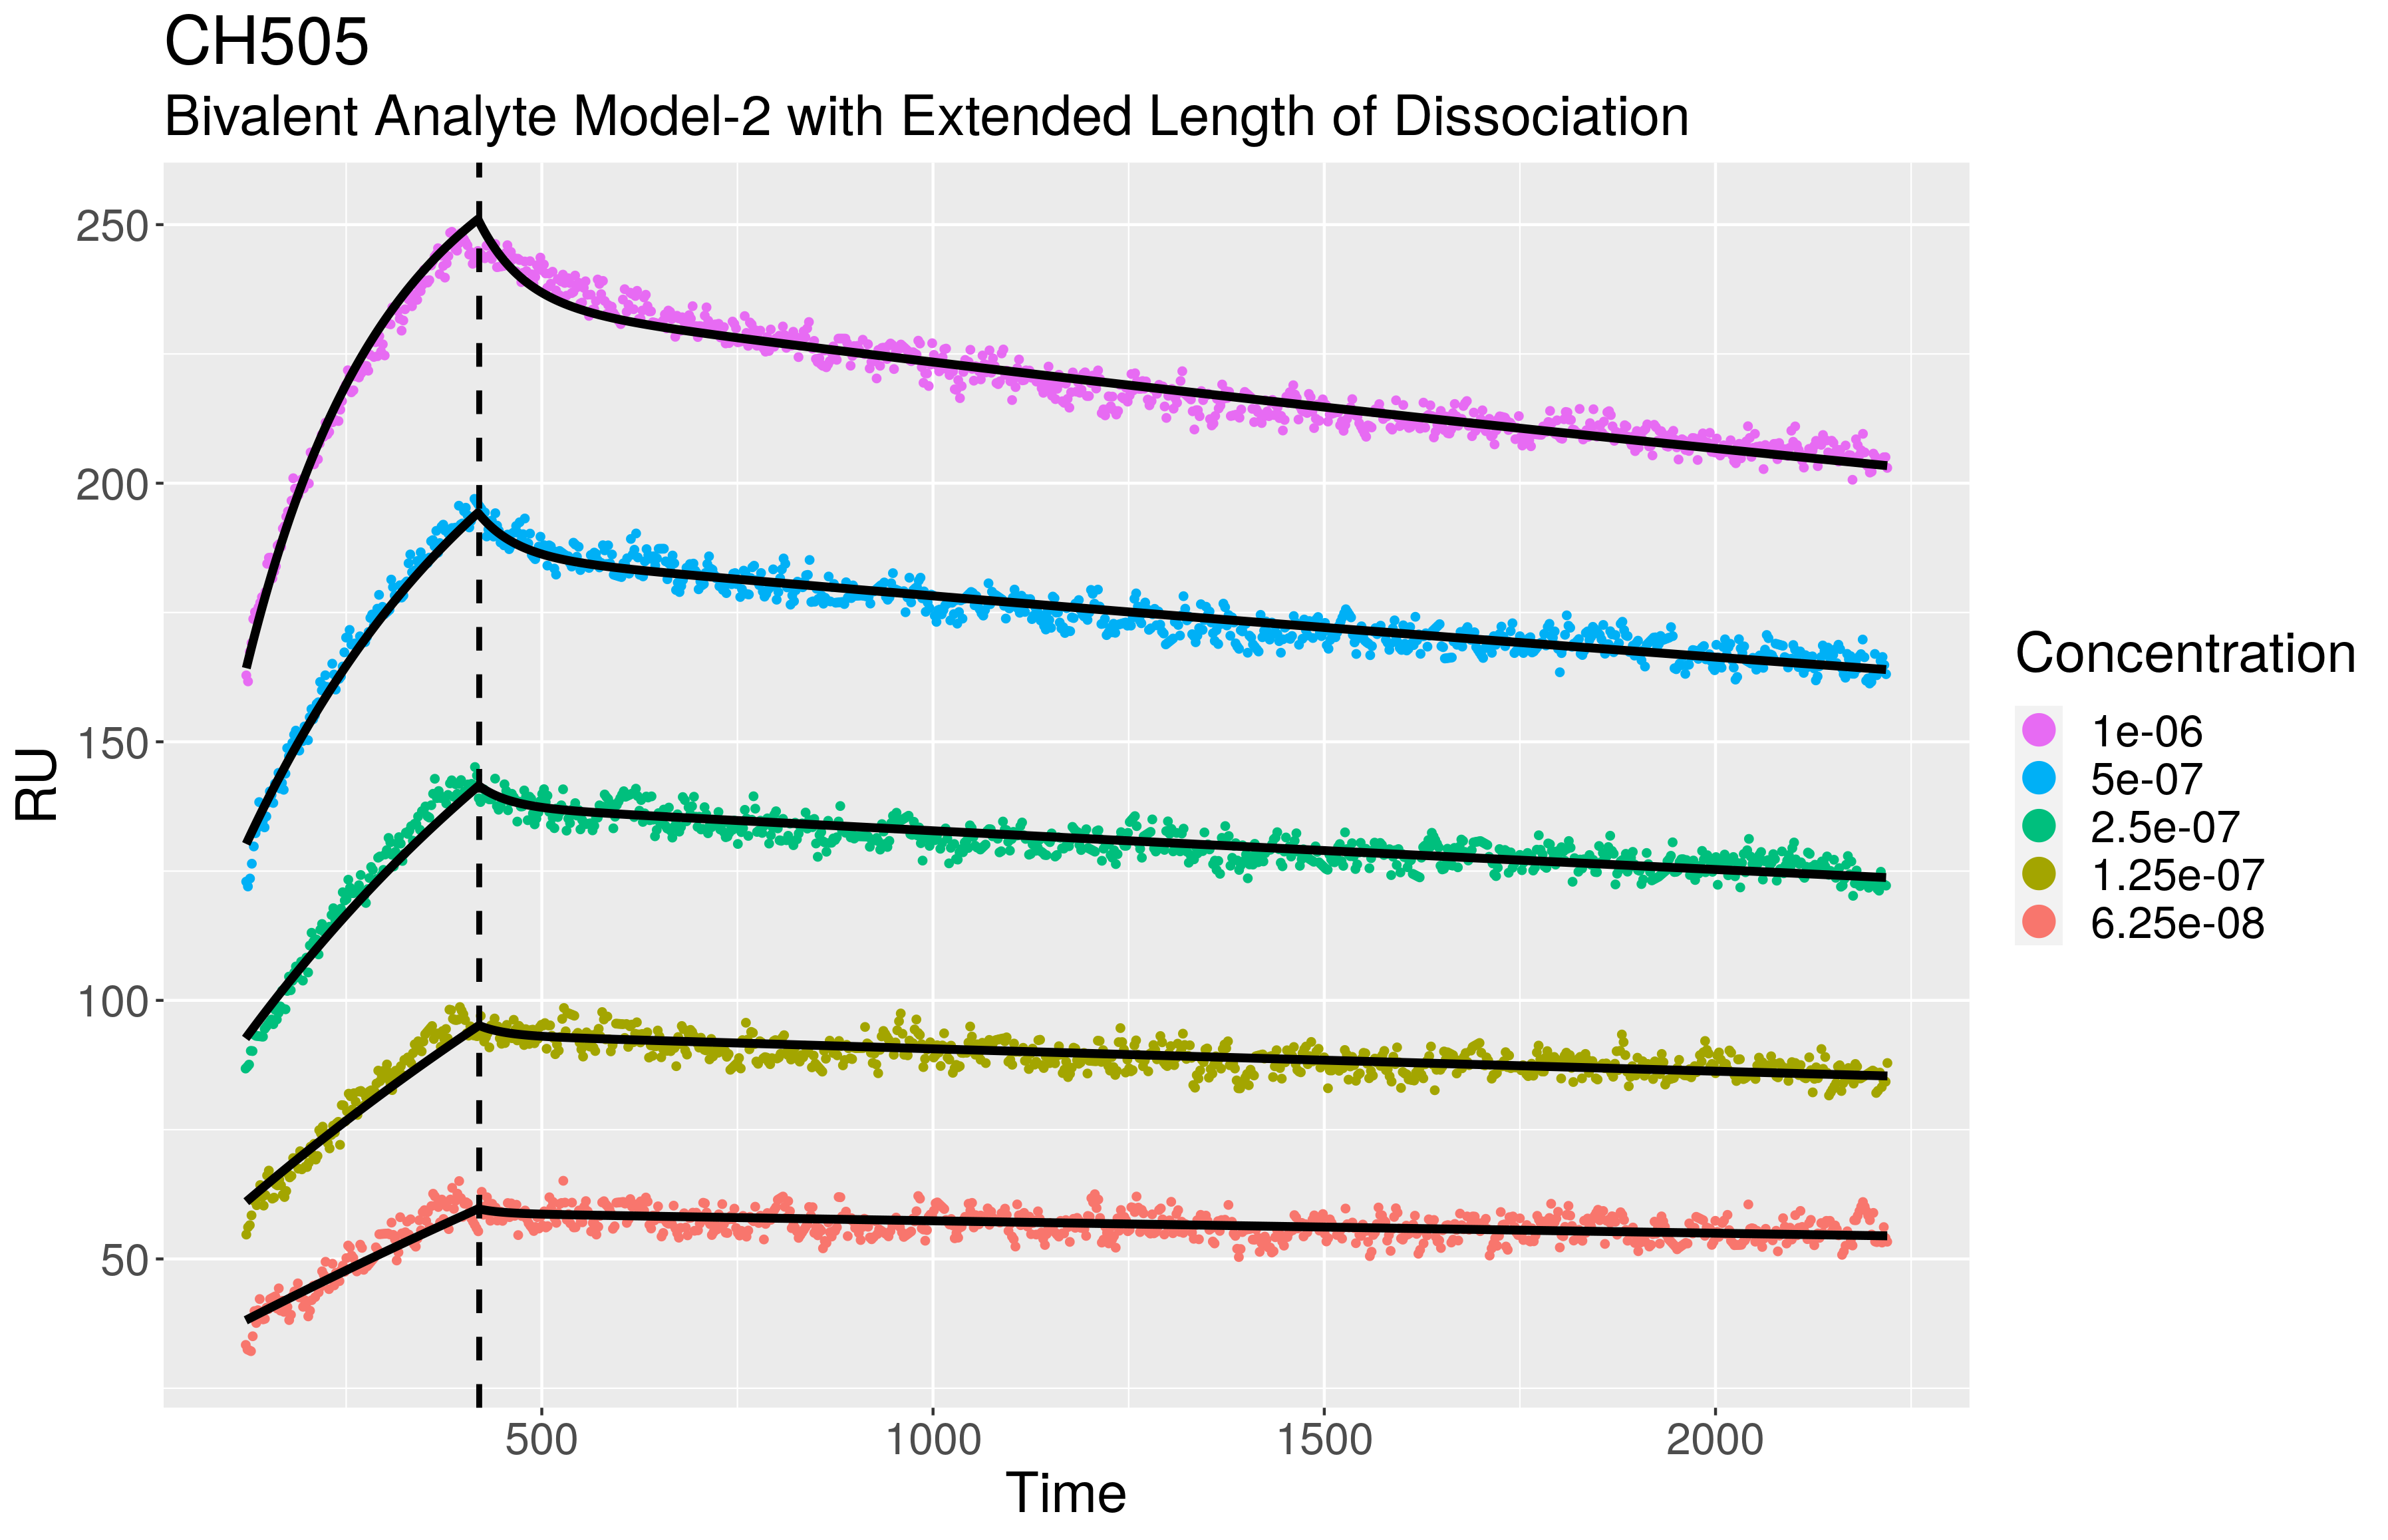 CH505
Bivalent Analyte Model-2 with Extended Length of Dissociation
RU
250
200
150
100
50
500 1000 1500 2000
Time
Concentration
1e-06
5e-07
2.5e-07
1.25e-07
6.25e-08